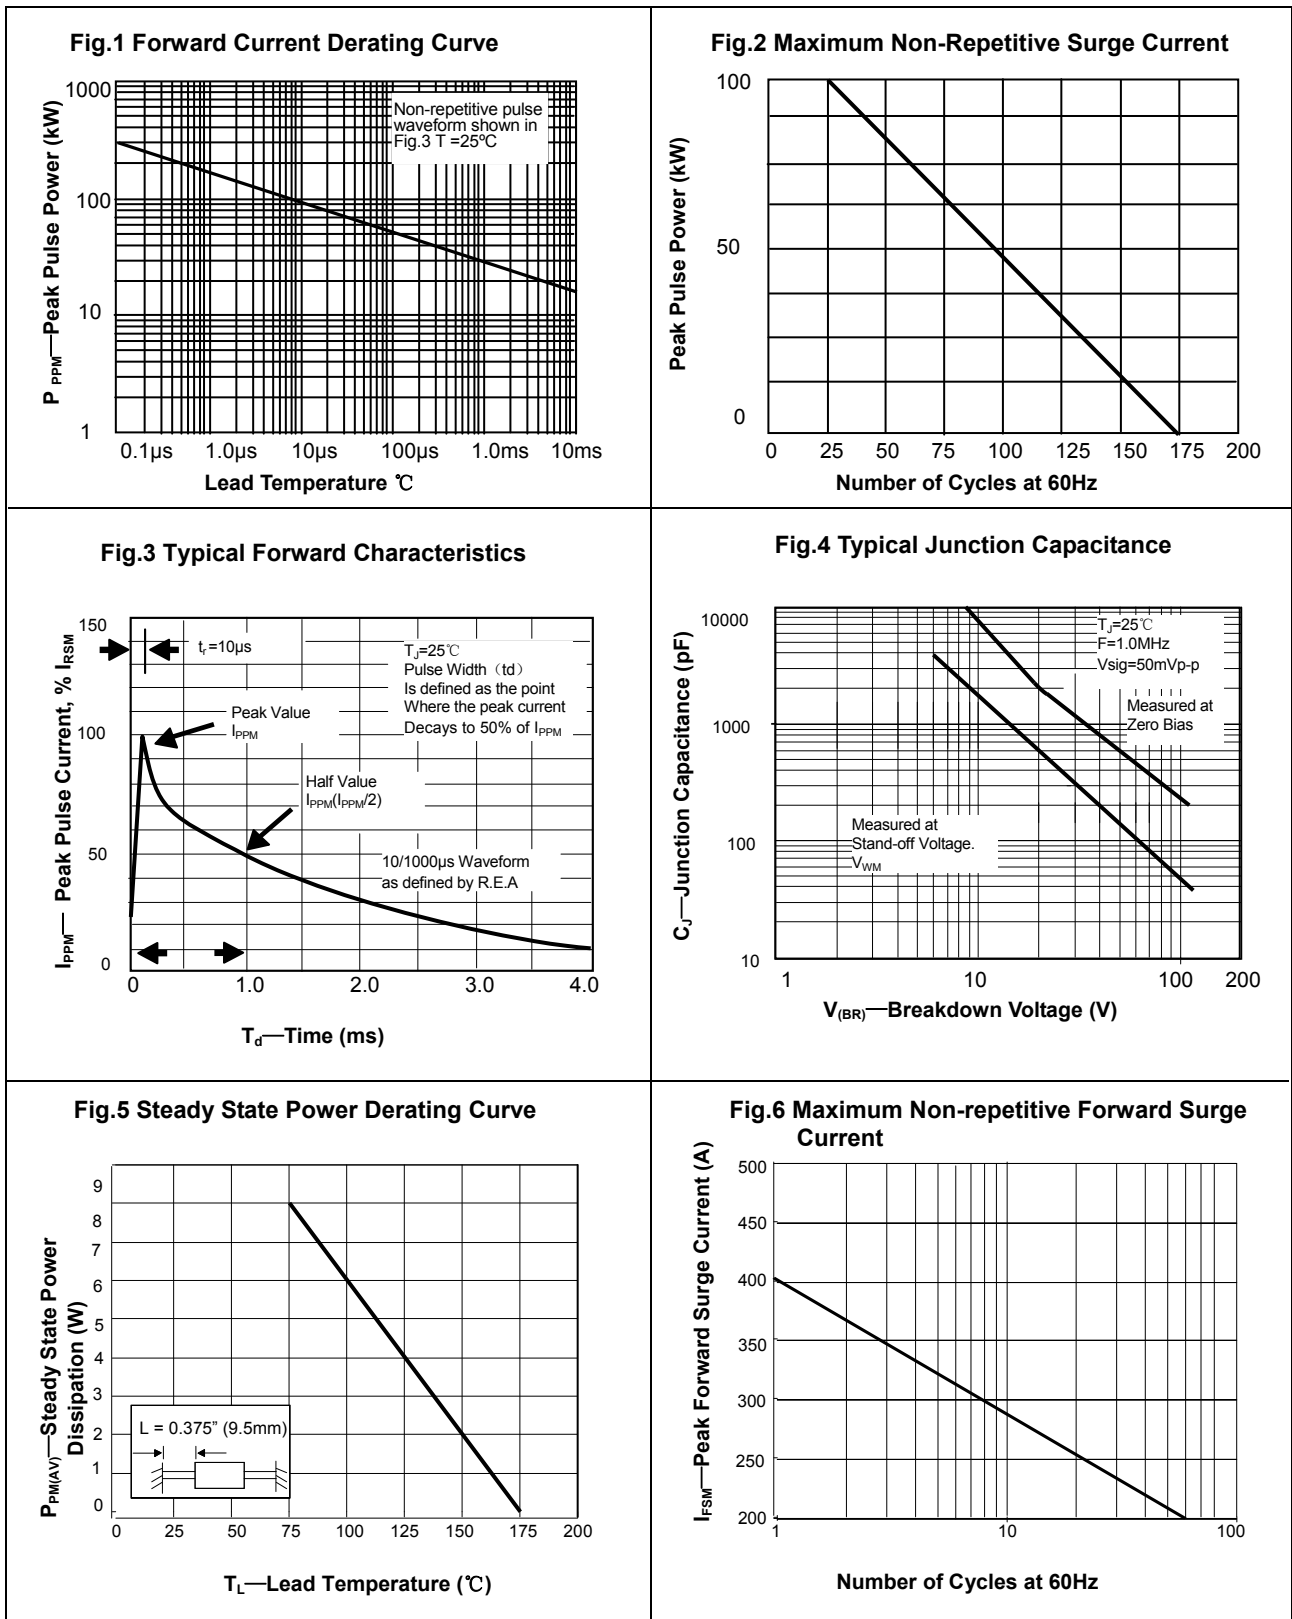 Fig.1 Forward Current Derating Curve
P PPM—Peak Pulse Power (kW)
1000
100
10
1
Non-repetitive pulse
waveform shown in
Fig.3 T =25ºC
0.1µs 1.0µs 10µs 100µs 1.0ms 10ms
Lead Temperature ℃
Fig.2 Maximum Non-Repetitive Surge Current
Peak Pulse Power (kW)
100
50
0
0 25 50 75 100 125 150 175 200
Number of Cycles at 60Hz
Fig.3 Typical Forward Characteristics
IPPM— Peak Pulse Current, % IRSM
150
100
50
0
tr=10µs
TJ=25℃
Pulse Width（td）
Is defined as the point
Where the peak current
Decays to 50% of IPPM
Peak Value
IPPM
Half Value
IPPM(IPPM/2)
10/1000µs Waveform
as defined by R.E.A
0 1.0 2.0 3.0 4.0
Td—Time (ms)
Fig.4 Typical Junction Capacitance
CJ—Junction Capacitance (pF)
10000
1000
100
10
TJ=25℃
F=1.0MHz
Vsig=50mVp-p
Measured at
Zero Bias
Measured at
Stand-off Voltage.
VWM
1 10 100 200
V(BR)—Breakdown Voltage (V)
Fig.5 Steady State Power Derating Curve
PPM(AV)—Steady State Power
Dissipation (W)
9
8
7
6
5
4
3
2
1
0
L = 0.375” (9.5mm)
0 25 50 75 100 125 150 175 200
TL—Lead Temperature (℃)
Fig.6 Maximum Non-repetitive Forward Surge
Current
IFSM—Peak Forward Surge Current (A)
500
450
400
350
300
250
200
1 10 100
Number of Cycles at 60Hz